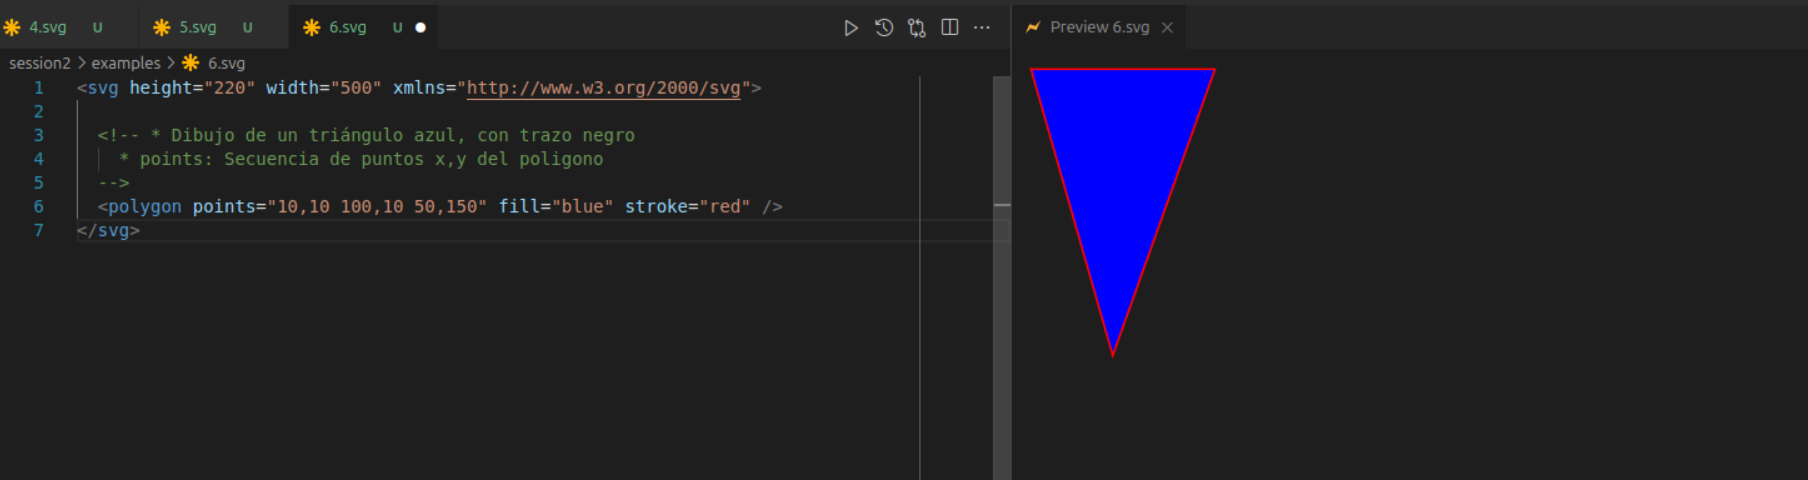 4.svg U 5.svg U 6.svg U Preview 6.svg
session2 > examples > 6.svg
1 <svg height="220" width="500" xmlns="http://www.w3.org/2000/svg">
2
3 <!-- * Dibujo de un triángulo azul, con trazo negro
4 * points: Secuencia de puntos x,y del poligono
5 -->
6 <polygon points="10,10 100,10 50,150" fill="blue" stroke="red" />
7 </svg>